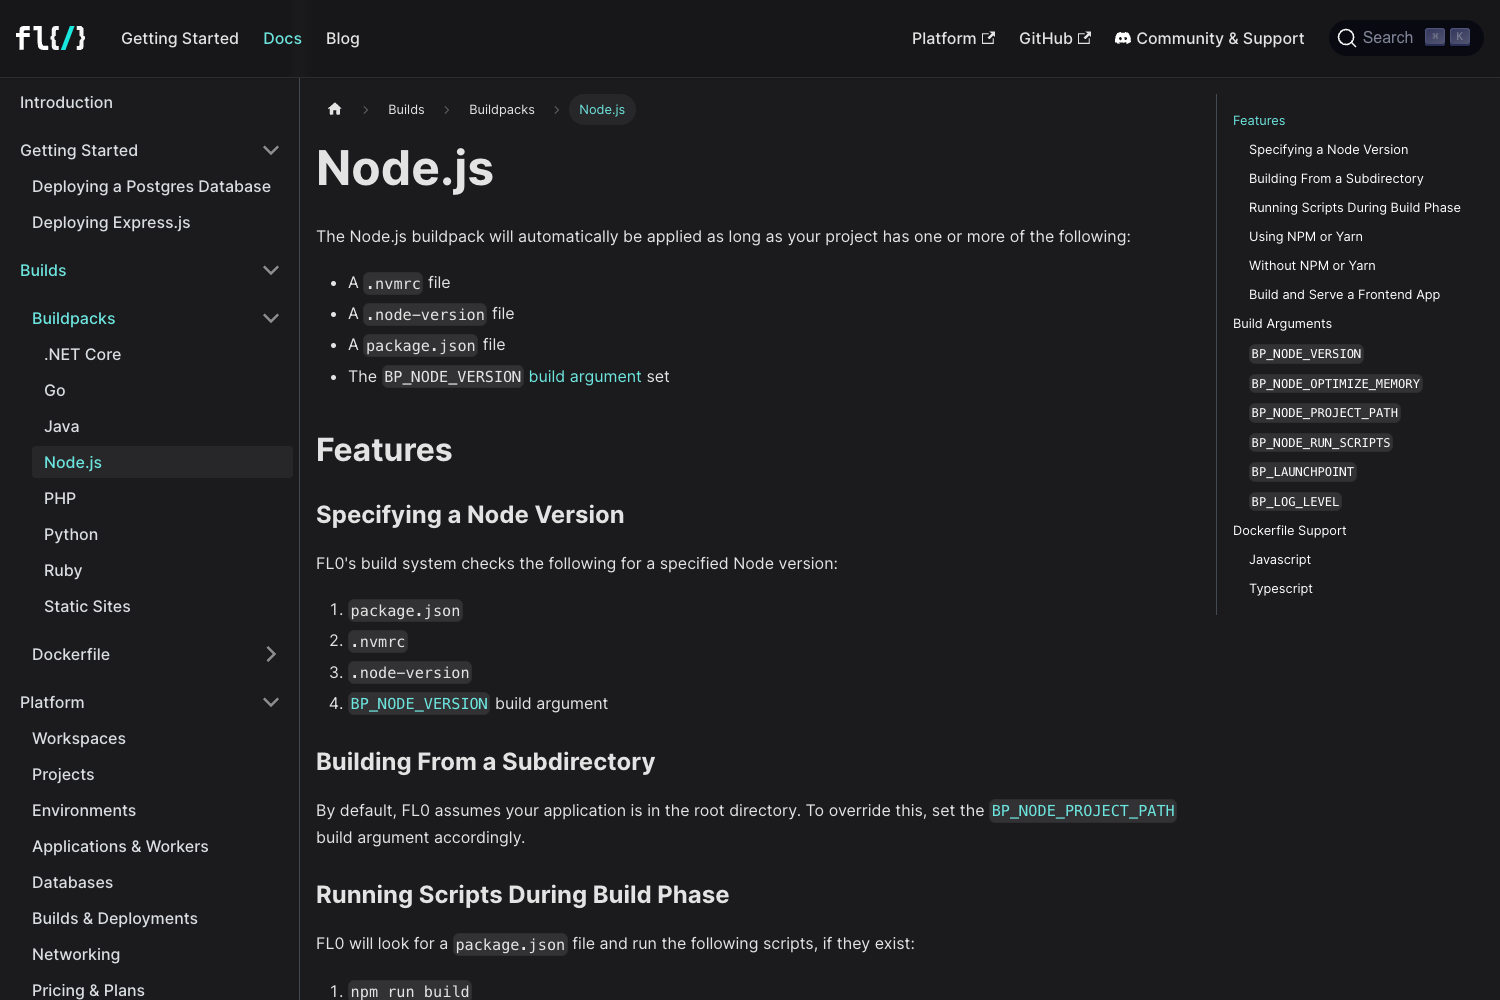 fl{/}
Getting Started
Docs
Blog
Platform
GitHub
Community & Support
Search
⌘ K
Introduction
Getting Started
Deploying a Postgres Database
Deploying Express.js
Builds
Buildpacks
.NET Core
Go
Java
Node.js
PHP
Python
Ruby
Static Sites
Dockerfile
Platform
Workspaces
Projects
Environments
Applications & Workers
Databases
Builds & Deployments
Networking
Pricing & Plans
Builds
Buildpacks
Node.js
Node.js
The Node.js buildpack will automatically be applied as long as your project has one or more of the following:
• A .nvmrc file
• A .node-version file
• A package.json file
• The BP_NODE_VERSION build argument set
Features
Specifying a Node Version
FL0's build system checks the following for a specified Node version:
1. package.json
2. .nvmrc
3. .node-version
4. BP_NODE_VERSION build argument
Building From a Subdirectory
By default, FL0 assumes your application is in the root directory. To override this, set the BP_NODE_PROJECT_PATH
build argument accordingly.
Running Scripts During Build Phase
FL0 will look for a package.json file and run the following scripts, if they exist:
1. npm run build
Features
Specifying a Node Version
Building From a Subdirectory
Running Scripts During Build Phase
Using NPM or Yarn
Without NPM or Yarn
Build and Serve a Frontend App
Build Arguments
BP_NODE_VERSION
BP_NODE_OPTIMIZE_MEMORY
BP_NODE_PROJECT_PATH
BP_NODE_RUN_SCRIPTS
BP_LAUNCHPOINT
BP_LOG_LEVEL
Dockerfile Support
Javascript
Typescript